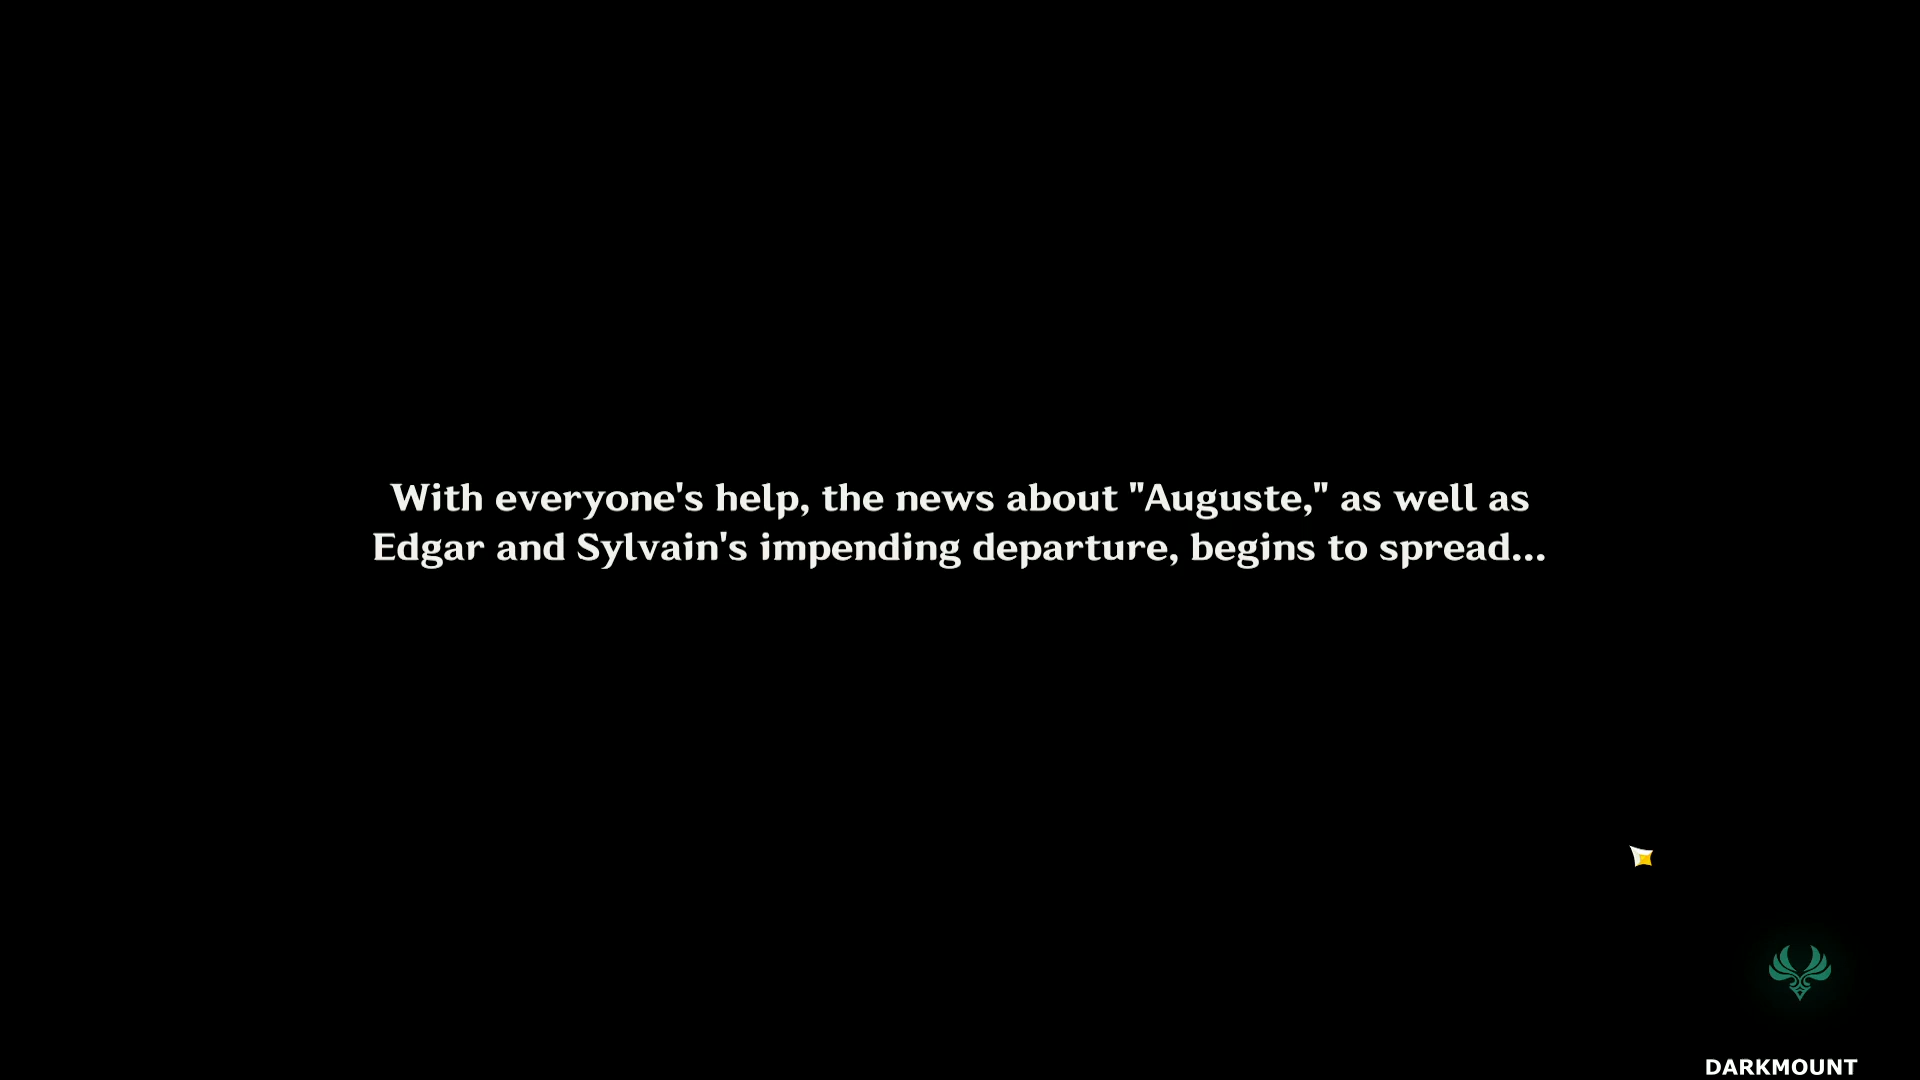 With everyone's help, the news about "Auguste," as well as
Edgar and Sylvain's impending departure, begins to spread...
DARKMOUNT